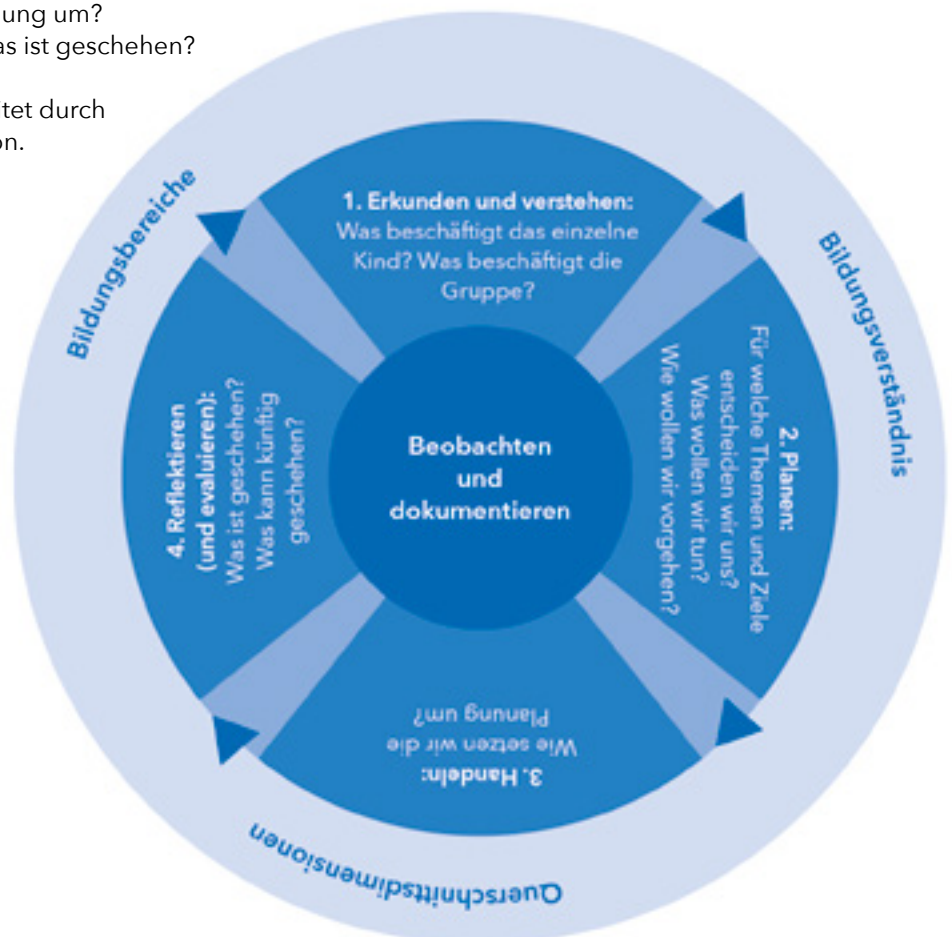 ung um?
as ist geschehen?
tet durch
on.
Bildungsbereiche
Bildungsverständnis
Querschnittsdimensionen
1. Erkunden und verstehen:
Was beschäftigt das einzelne
Kind? Was beschäftigt die
Gruppe?
2. Planen:
Für welche Themen und Ziele
entscheiden wir uns?
Was wollen wir tun?
Wie wollen wir vorgehen?
3. Handeln:
Wie setzen wir die
Planung um?
4. Reflektieren
(und evaluieren):
Was ist geschehen?
Was kann künftig
geschehen?
Beobachten
und
dokumentieren